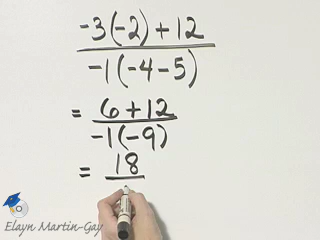 -3(-2) + 12
-1(-4-5)
= 6 + 12
-1(-9)
= 18
Elayn Martin-Gay